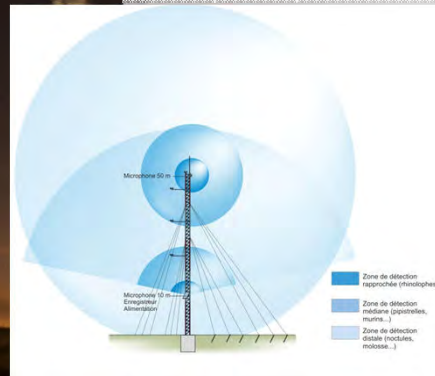 Microphone 50 m
Microphone 10 m
Enregistreur
Alimentation
Zone de détection
rapprochée (rhinolophes
Zone de détection
médiane (pipistrelles,
murins...)
Zone de détection
distale (noctules,
molosse...)